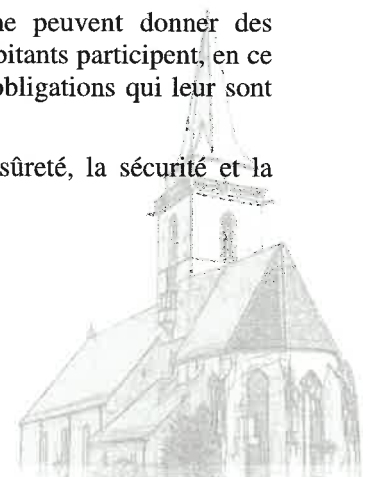 ne peuvent donner des
bitants participent, en ce
obligations qui leur sont
sûreté, la sécurité et la